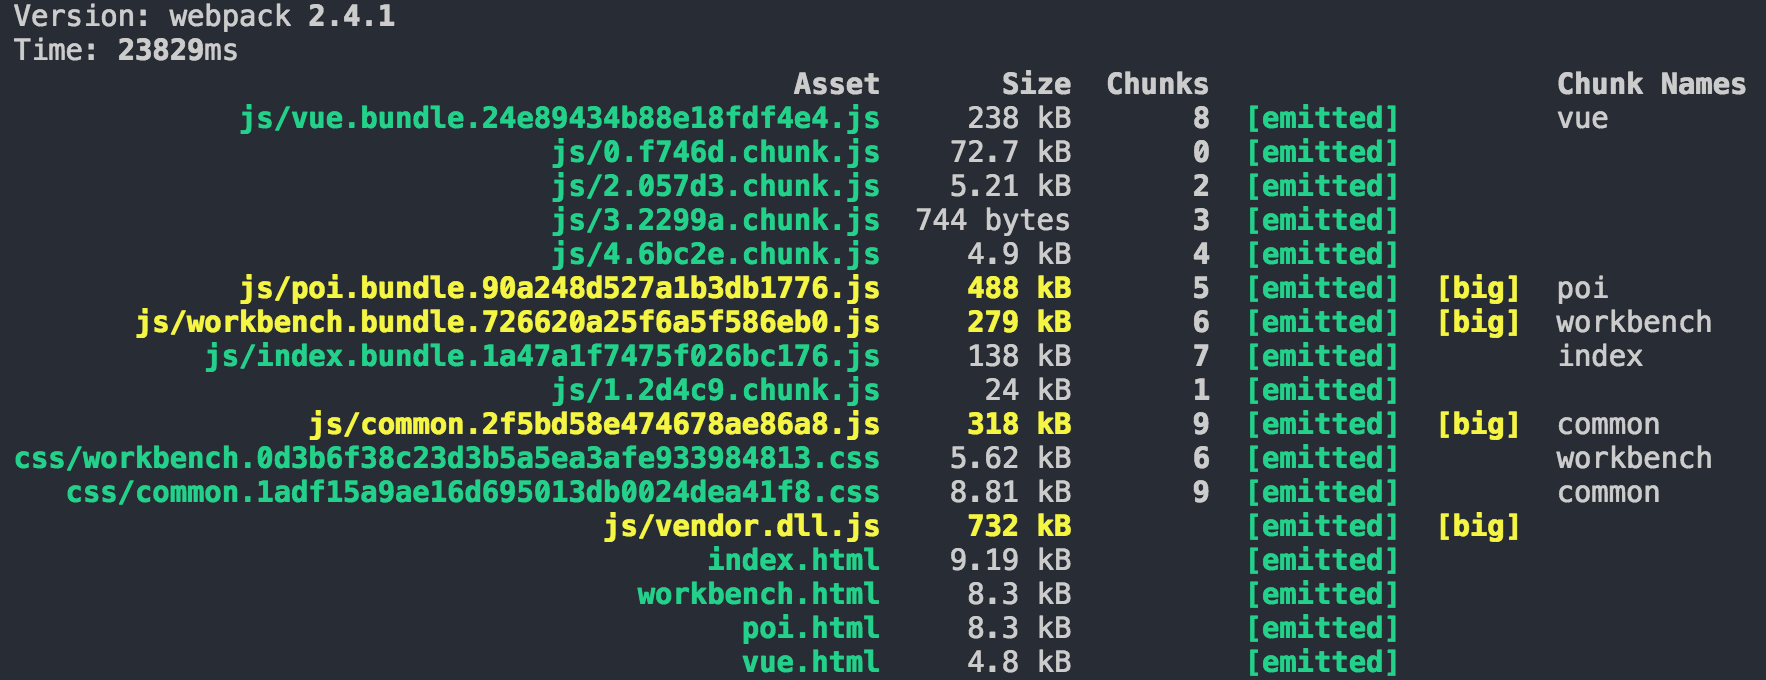 Version: webpack 2.4.1
Time: 23829ms
Asset Size Chunks Chunk Names
js/vue.bundle.24e89434b88e18fdf4e4.js 238 kB 8 [emitted] vue
js/0.f746d.chunk.js 72.7 kB 0 [emitted]
js/2.057d3.chunk.js 5.21 kB 2 [emitted]
js/3.2299a.chunk.js 744 bytes 3 [emitted]
js/4.6bc2e.chunk.js 4.9 kB 4 [emitted]
js/poi.bundle.90a248d527a1b3db1776.js 488 kB 5 [emitted] [big] poi
js/workbench.bundle.726620a25f6a5f586eb0.js 279 kB 6 [emitted] [big] workbench
js/index.bundle.1a47a1f7475f026bc176.js 138 kB 7 [emitted] index
js/1.2d4c9.chunk.js 24 kB 1 [emitted]
js/common.2f5bd58e474678ae86a8.js 318 kB 9 [emitted] [big] common
css/workbench.0d3b6f38c23d3b5a5ea3afe933984813.css 5.62 kB 6 [emitted] workbench
css/common.1adf15a9ae16d695013db0024dea41f8.css 8.81 kB 9 [emitted] common
js/vendor.dll.js 732 kB [emitted] [big]
index.html 9.19 kB [emitted]
workbench.html 8.3 kB [emitted]
poi.html 8.3 kB [emitted]
vue.html 4.8 kB [emitted]